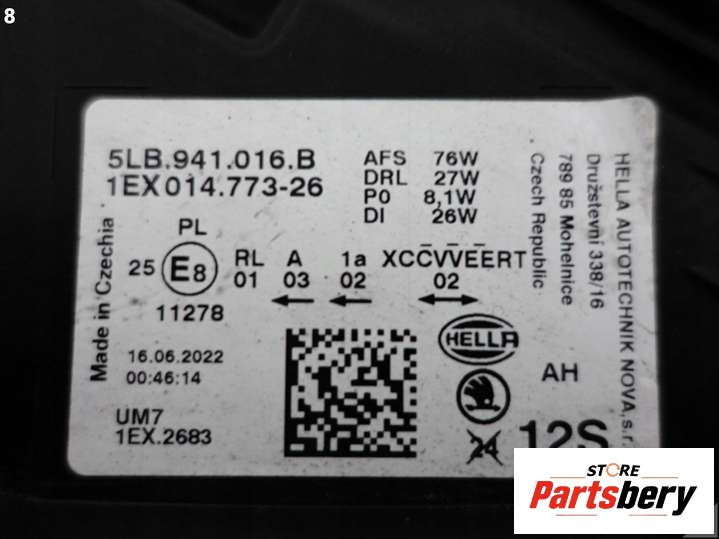 8
5LB.941.016.B
1EX014.773-26
AFS 76W
DRL 27W
P0 8,1W
DI 26W
PL
25 E8
11278
RL A 1a XCCVVEERT
01 03 02 02
Made in Czechia
16.06.2022
00:46:14
UM7
1EX.2683
HELLA
AH
24
12S
HELLA AUTOTECHNIK NOVA, s.r.
Družstevní 338/16
789 85 Mohelnice
Czech Republic
STORE
Partsbery